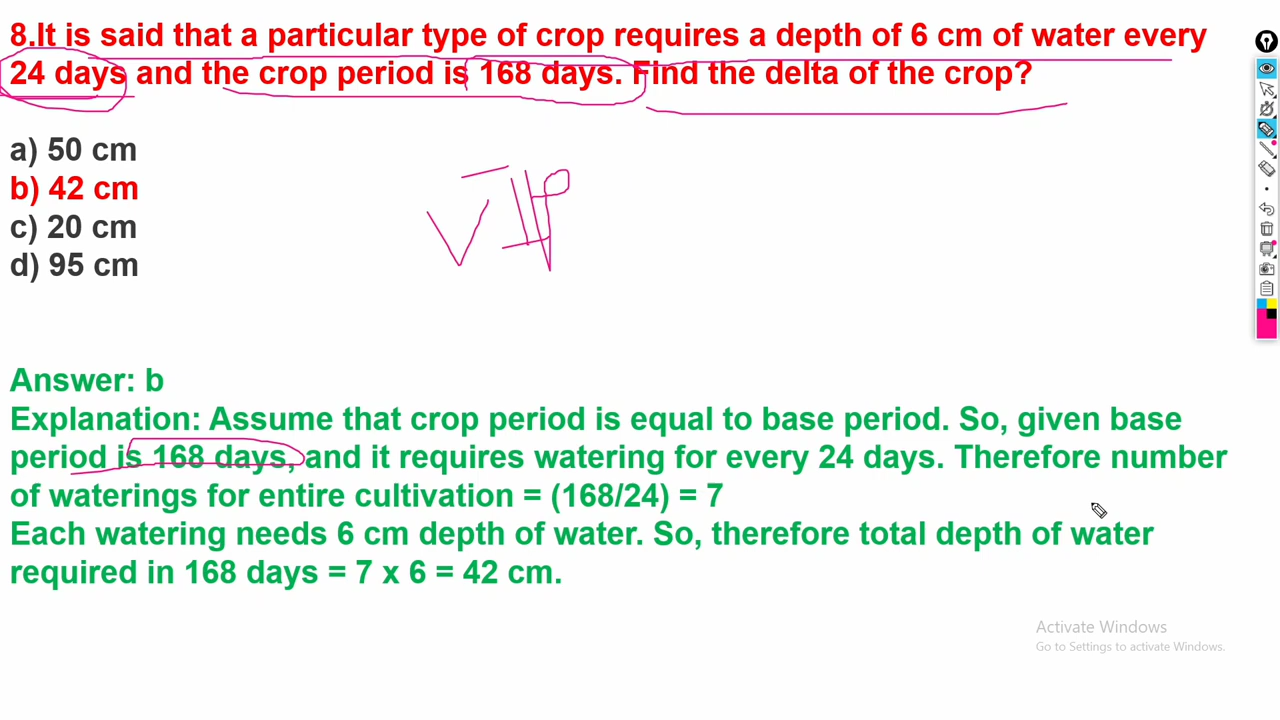 8.It is said that a particular type of crop requires a depth of 6 cm of water every
24 days and the crop period is 168 days. Find the delta of the crop?
a) 50 cm
b) 42 cm
c) 20 cm
d) 95 cm
VIP
Answer: b
Explanation: Assume that crop period is equal to base period. So, given base
period is 168 days, and it requires watering for every 24 days. Therefore number
of waterings for entire cultivation = (168/24) = 7
Each watering needs 6 cm depth of water. So, therefore total depth of water
required in 168 days = 7 x 6 = 42 cm.
Activate Windows
Go to Settings to activate Windows.